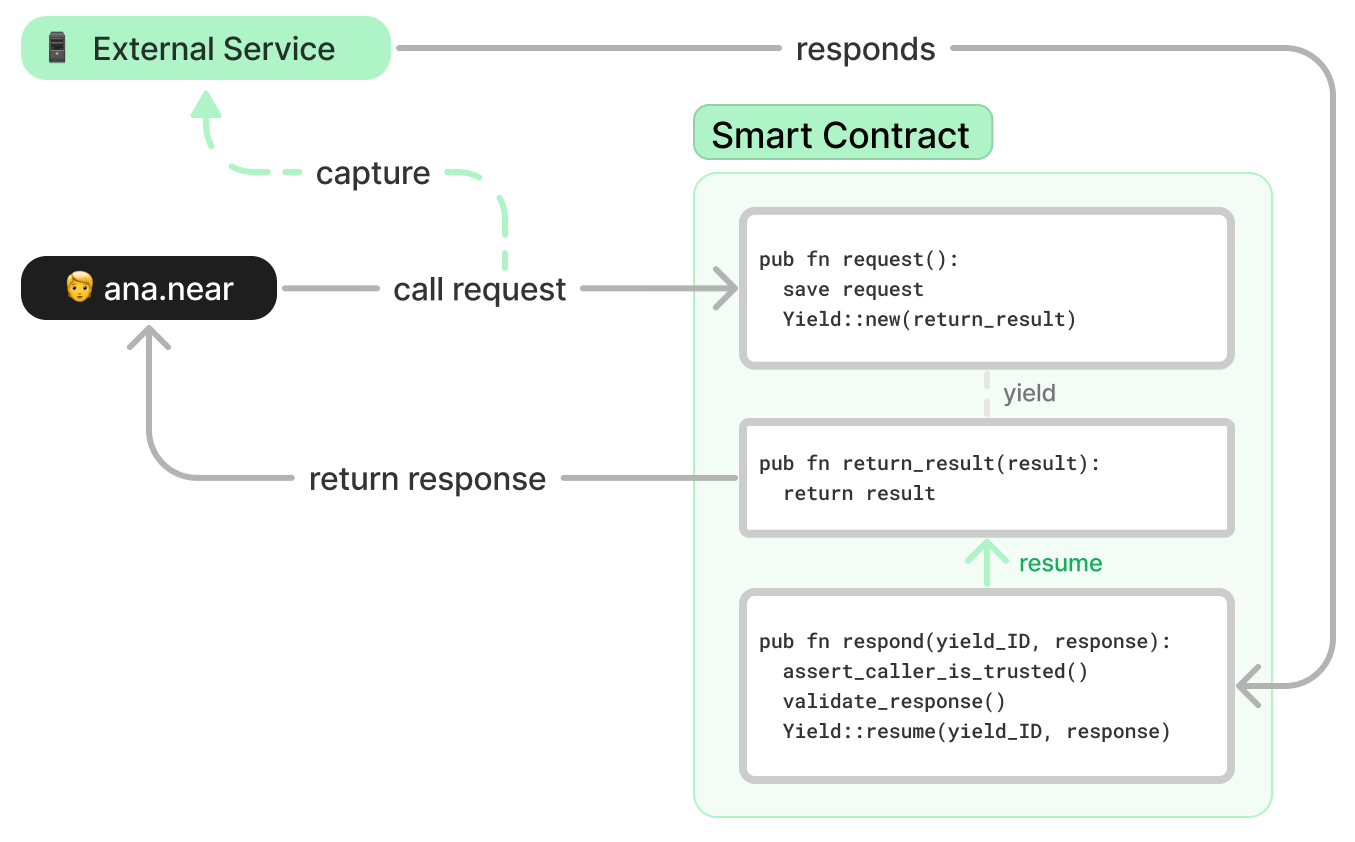 External Service
responds
Smart Contract
capture
ana.near
call request
pub fn request():
save request
Yield::new(return_result)
yield
pub fn return_result(result):
return result
return response
resume
pub fn respond(yield_ID, response):
assert_caller_is_trusted()
validate_response()
Yield::resume(yield_ID, response)